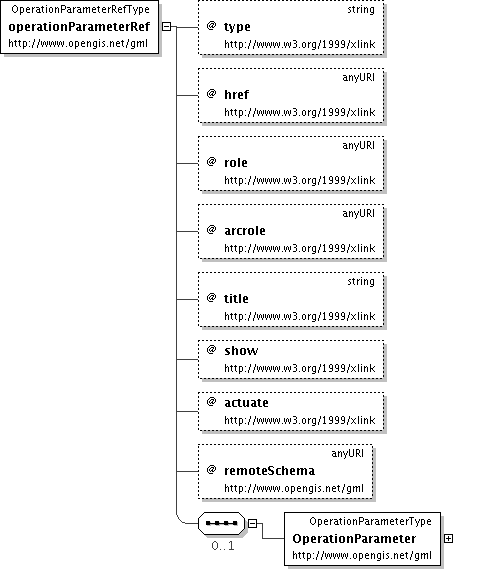 OperationParameterRefType
operationParameterRef
http://www.opengis.net/gml
string
@ type
http://www.w3.org/1999/xlink
anyURI
@ href
http://www.w3.org/1999/xlink
anyURI
@ role
http://www.w3.org/1999/xlink
anyURI
@ arcrole
http://www.w3.org/1999/xlink
string
@ title
http://www.w3.org/1999/xlink
@ show
http://www.w3.org/1999/xlink
@ actuate
http://www.w3.org/1999/xlink
anyURI
@ remoteSchema
http://www.opengis.net/gml
0..1
OperationParameterType
OperationParameter
http://www.opengis.net/gml